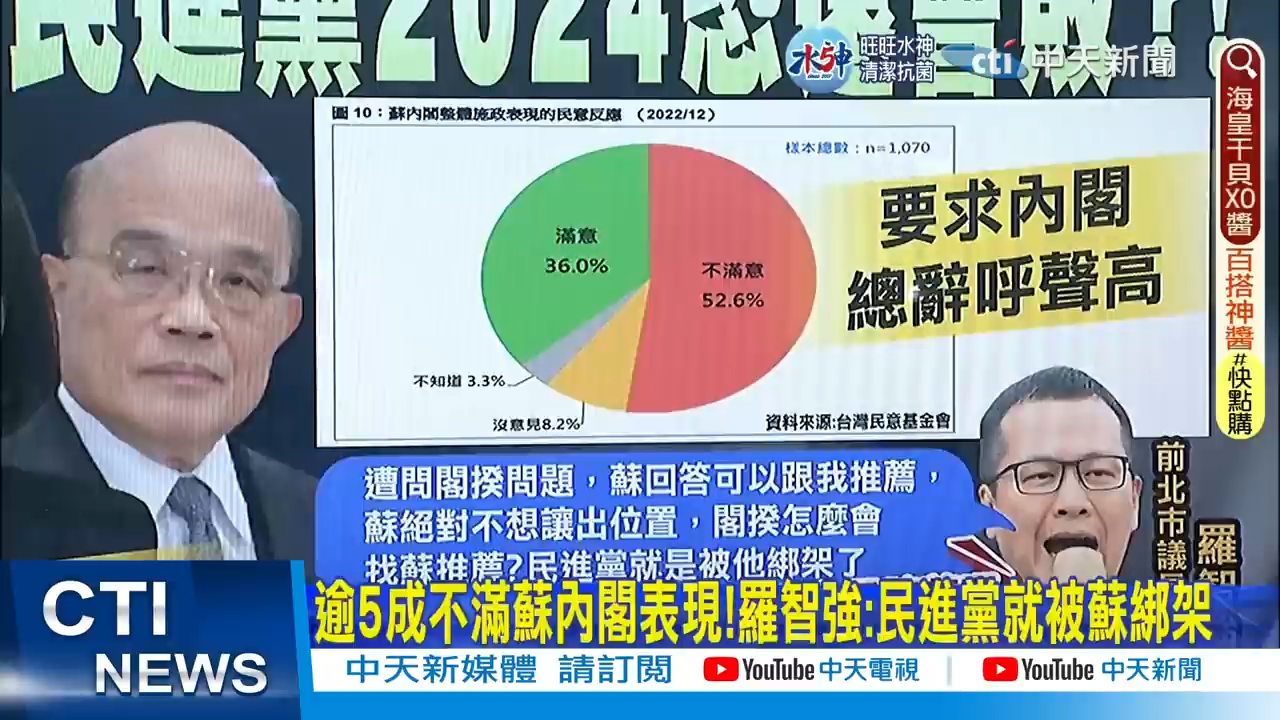 民進黨2024恐還會敗?!
水神
旺旺水神
清潔抗菌
cti 中天新聞
圖 10：蘇內閣整體施政表現的民意反應 （2022/12）
樣本總數：n=1,070
滿意
36.0%
不滿意
52.6%
不知道 3.3%
沒意見8.2%
資料來源:台灣民意基金會
要求內閣
總辭呼聲高
海皇干貝XO醬
百搭神醬
#快點購
遭問閣揆問題，蘇回答可以跟我推薦，
蘇絕對不想讓出位置，閣揆怎麼會
找蘇推薦?民進黨就是被他綁架了
前北市議
羅智
CTI
NEWS
逾5成不滿蘇內閣表現!羅智強:民進黨就被蘇綁架
中天新媒體 請訂閱
YouTube 中天電視
YouTube 中天新聞